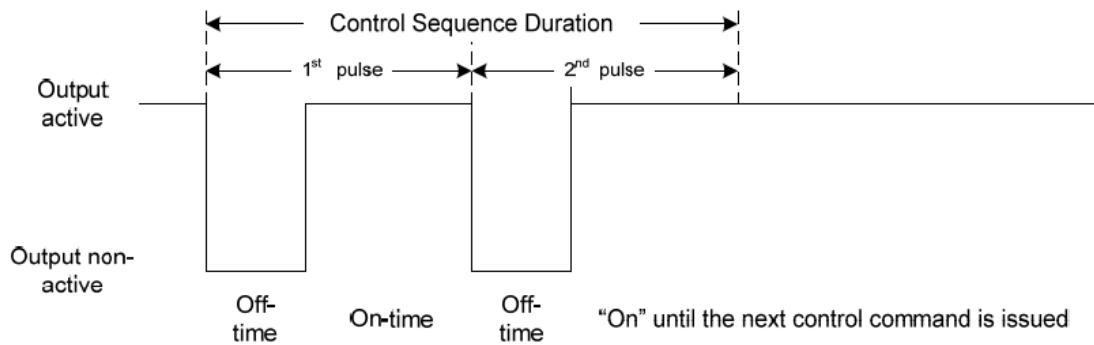 Control Sequence Duration
1st pulse
2nd pulse
Output
active
Output non-
active
Off-
time
On-time
Off-
time
"On" until the next control command is issued